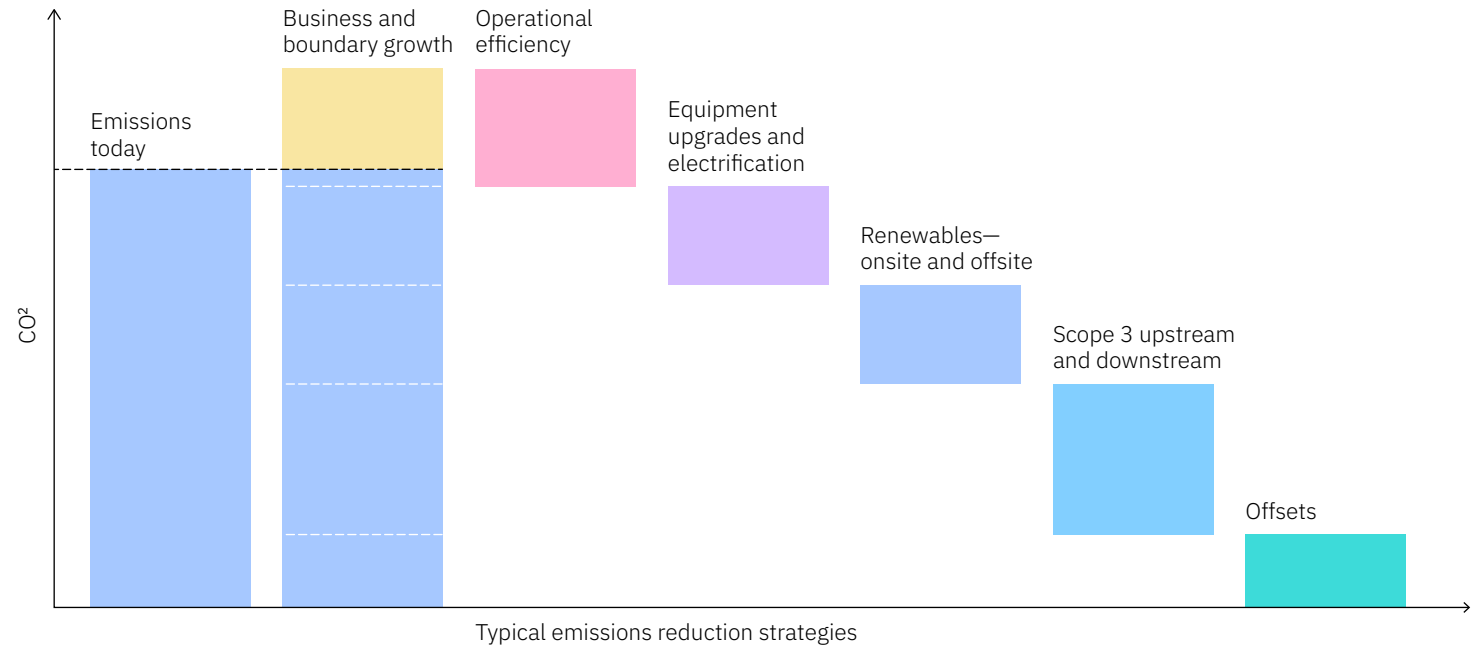 Business and
boundary growth
Operational
efficiency
Emissions
today
Equipment
upgrades and
electrification
Renewables—
onsite and offsite
Scope 3 upstream
and downstream
Offsets
CO²
Typical emissions reduction strategies